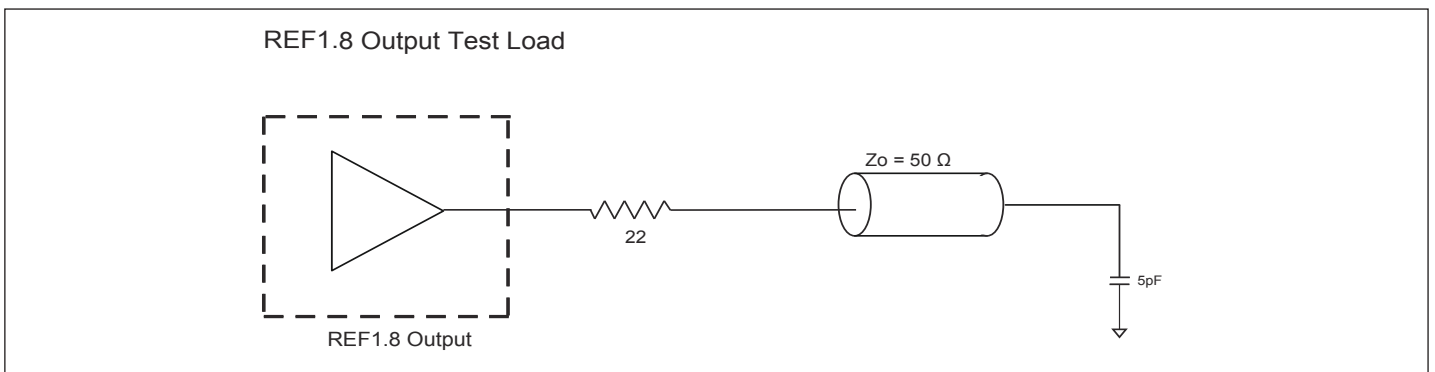 REF1.8 Output Test Load
Zo = 50 Ω
22
5pF
REF1.8 Output